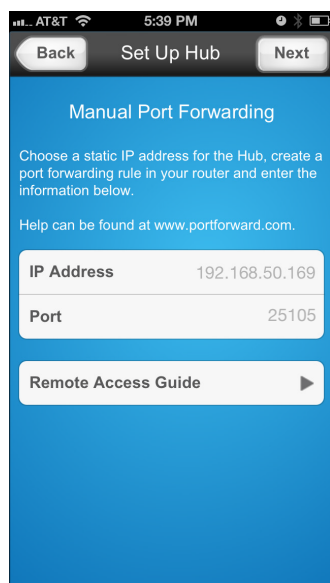 AT&T 5:39 PM
Back Set Up Hub Next
Manual Port Forwarding
Choose a static IP address for the Hub, create a
port forwarding rule in your router and enter the
information below.
Help can be found at www.portforward.com.
IP Address 192.168.50.169
Port 25105
Remote Access Guide